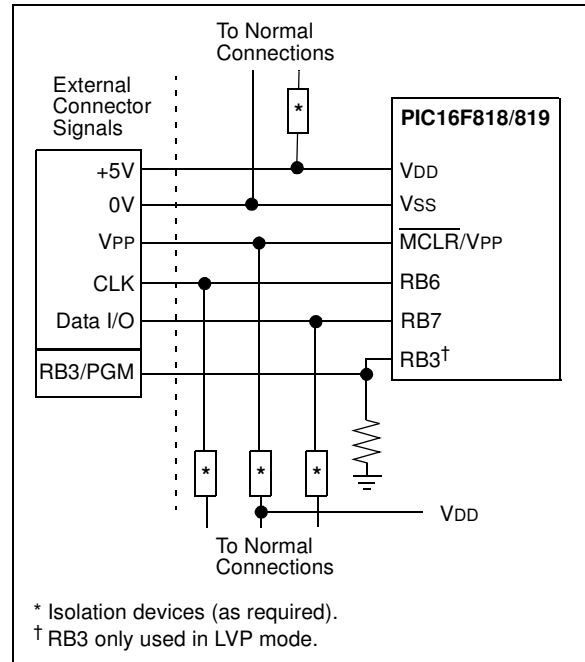 To Normal
Connections
External
Connector
Signals
*
PIC16F818/819
+5V
VDD
0V
VSS
VPP
MCLR/VPP
CLK
RB6
Data I/O
RB7
RB3†
RB3/PGM
* * *
VDD
To Normal
Connections
* Isolation devices (as required).
† RB3 only used in LVP mode.